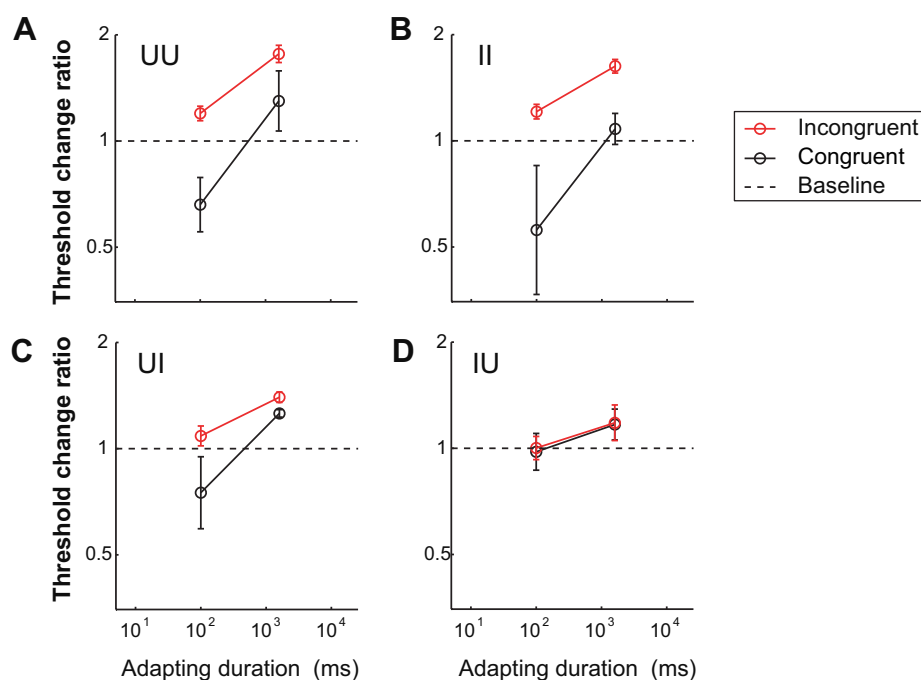 A
UU
Threshold change ratio
2
1
0.5
B
II
2
1
0.5
Incongruent
Congruent
Baseline
C
UI
Threshold change ratio
2
1
0.5
10¹ 10² 10³ 10⁴
Adapting duration (ms)
D
IU
2
1
0.5
10¹ 10² 10³ 10⁴
Adapting duration (ms)